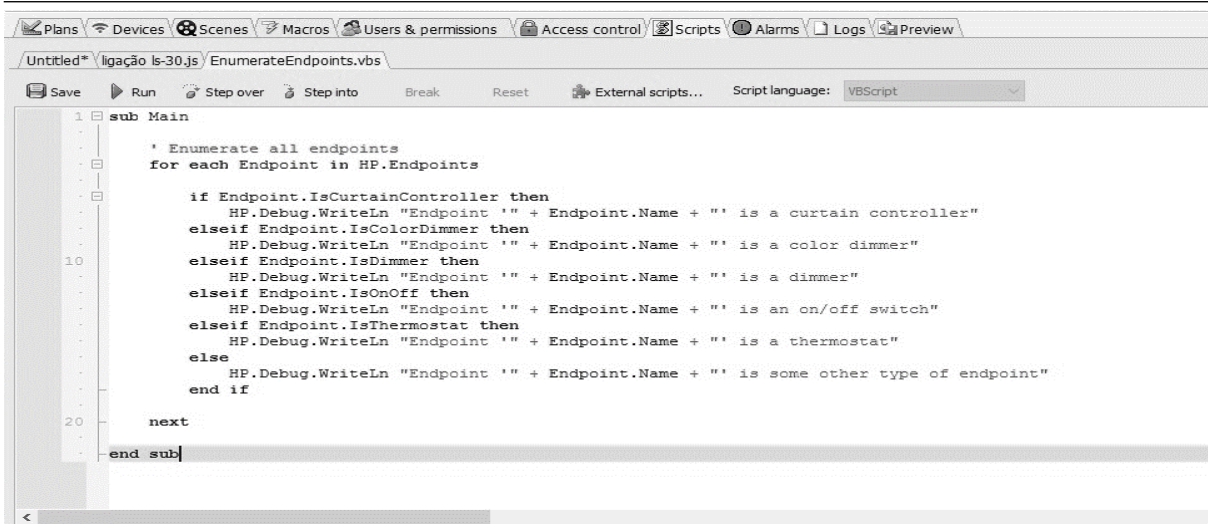 Plans Devices Scenes Macros Users & permissions Access control Scripts Alarms Logs Preview
Untitled* ligação ls-30.js EnumerateEndpoints.vbs
Save Run Step over Step into Break Reset External scripts... Script language: VBScript
1 sub Main
' Enumerate all endpoints
for each Endpoint in HP.Endpoints
if Endpoint.IsCurtainController then
HP.Debug.WriteLn "Endpoint '" + Endpoint.Name + "' is a curtain controller"
elseif Endpoint.IsColorDimmer then
HP.Debug.WriteLn "Endpoint '" + Endpoint.Name + "' is a color dimmer"
10 elseif Endpoint.IsDimmer then
HP.Debug.WriteLn "Endpoint '" + Endpoint.Name + "' is a dimmer"
elseif Endpoint.IsOnOff then
HP.Debug.WriteLn "Endpoint '" + Endpoint.Name + "' is an on/off switch"
elseif Endpoint.IsThermostat then
HP.Debug.WriteLn "Endpoint '" + Endpoint.Name + "' is a thermostat"
else
HP.Debug.WriteLn "Endpoint '" + Endpoint.Name + "' is some other type of endpoint"
end if
20 next
end sub